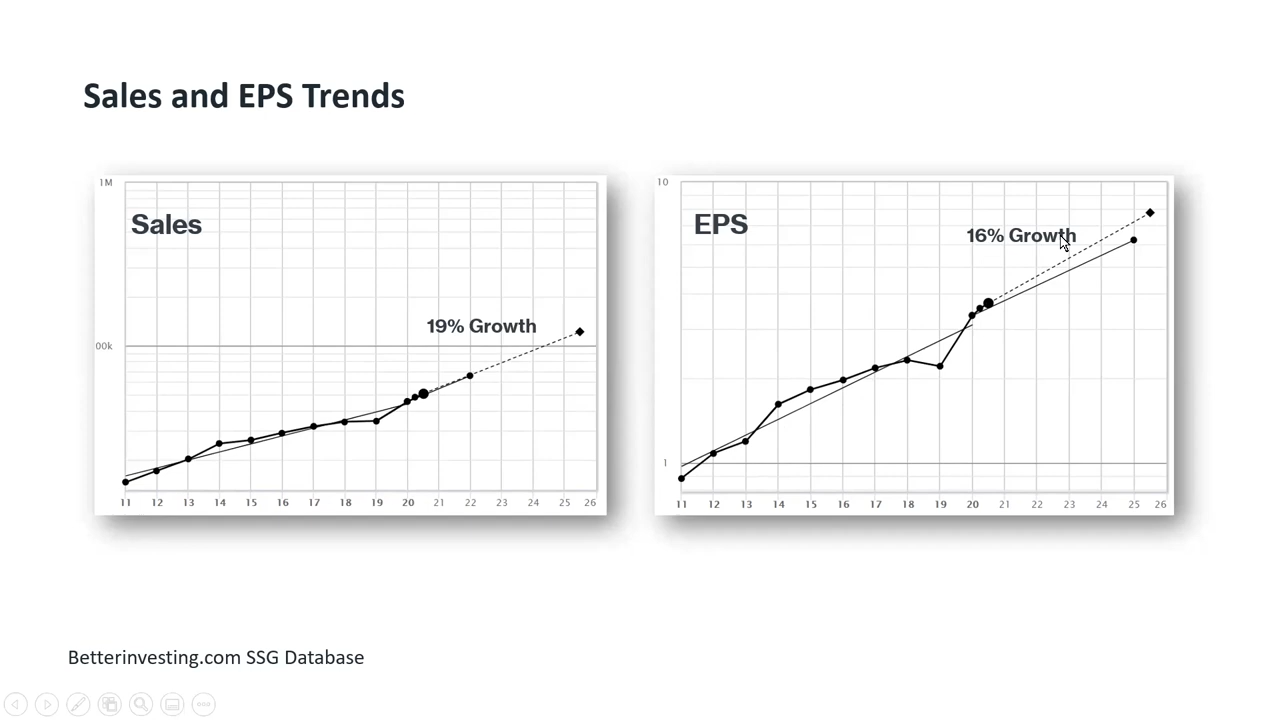 Sales and EPS Trends
1M
Sales
19% Growth
00k
11 12 13 14 15 16 17 18 19 20 21 22 23 24 25 26
10
EPS
16% Growth
1
11 12 13 14 15 16 17 18 19 20 21 22 23 24 25 26
Betterinvesting.com SSG Database